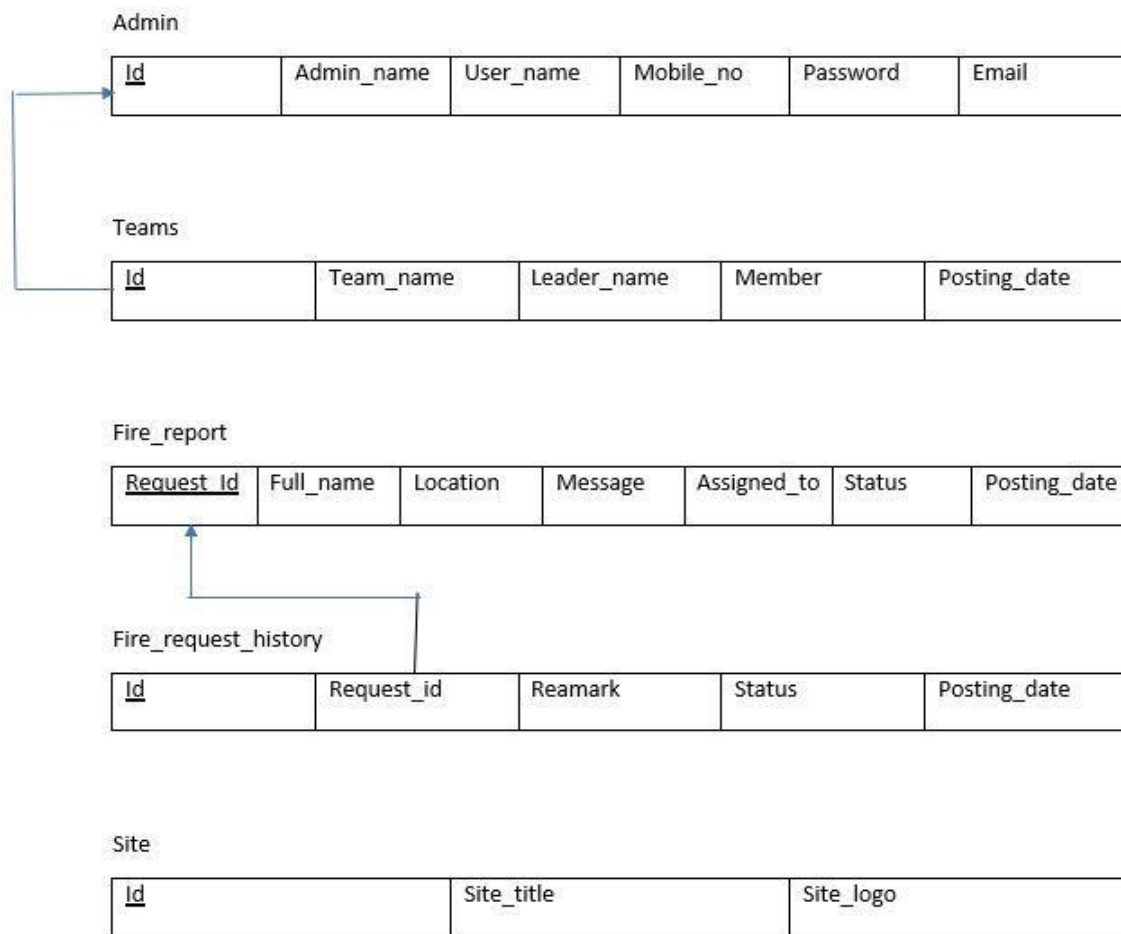 Admin
Id Admin_name User_name Mobile_no Password Email
Teams
Id Team_name Leader_name Member Posting_date
Fire_report
Request_Id Full_name Location Message Assigned_to Status Posting_date
Fire_request_history
Id Request_id Reamark Status Posting_date
Site
Id Site_title Site_logo